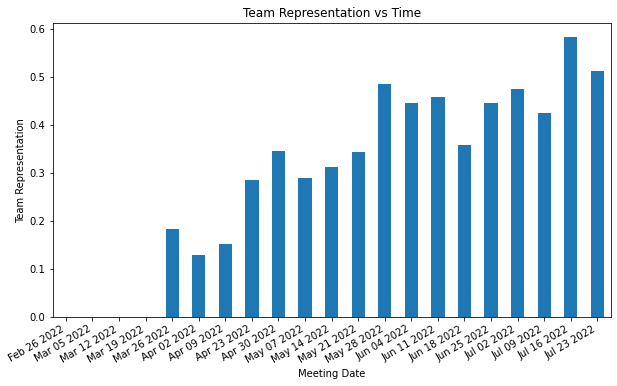 Team Representation vs Time
Team Representation
0.6
0.5
0.4
0.3
0.2
0.1
0.0
Feb 26 2022
Mar 05 2022
Mar 12 2022
Mar 19 2022
Mar 26 2022
Apr 02 2022
Apr 09 2022
Apr 23 2022
Apr 30 2022
May 07 2022
May 14 2022
May 21 2022
May 28 2022
Jun 04 2022
Jun 11 2022
Jun 18 2022
Jun 25 2022
Jul 02 2022
Jul 09 2022
Jul 16 2022
Jul 23 2022
Meeting Date